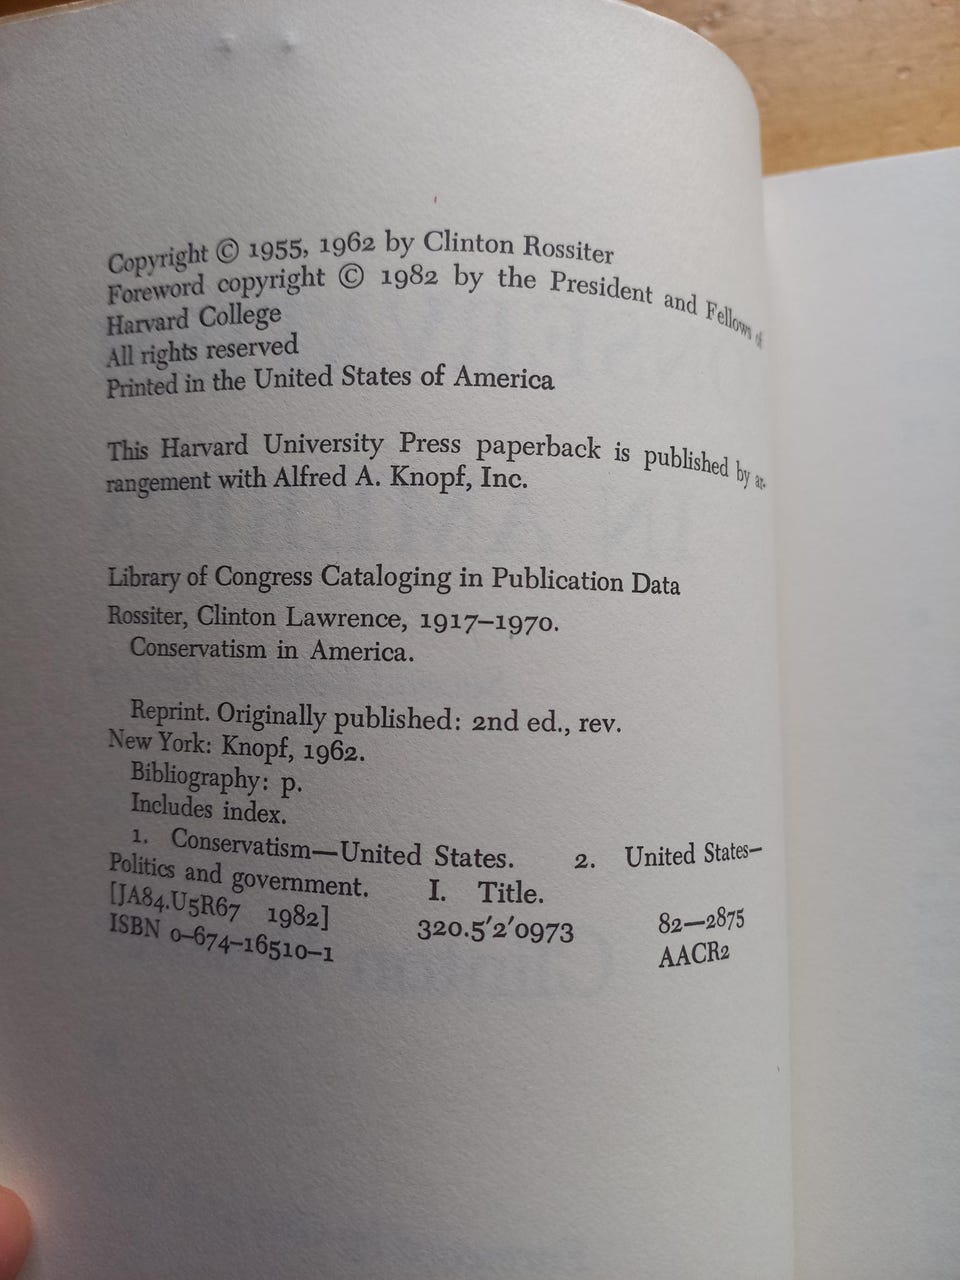 Copyright © 1955, 1962 by Clinton Rossiter
Foreword copyright © 1982 by the President and Fellows of
Harvard College
All rights reserved
Printed in the United States of America
This Harvard University Press paperback is published by ar-
rangement with Alfred A. Knopf, Inc.
Library of Congress Cataloging in Publication Data
Rossiter, Clinton Lawrence, 1917–1970.
Conservatism in America.
Reprint. Originally published: 2nd ed., rev.
New York: Knopf, 1962.
Bibliography: p.
Includes index.
1. Conservatism—United States. 2. United States—
Politics and government. I. Title.
[JA84.U5R67 1982] 320.5′2′0973 82–2875
ISBN 0–674–16510–1 AACR2